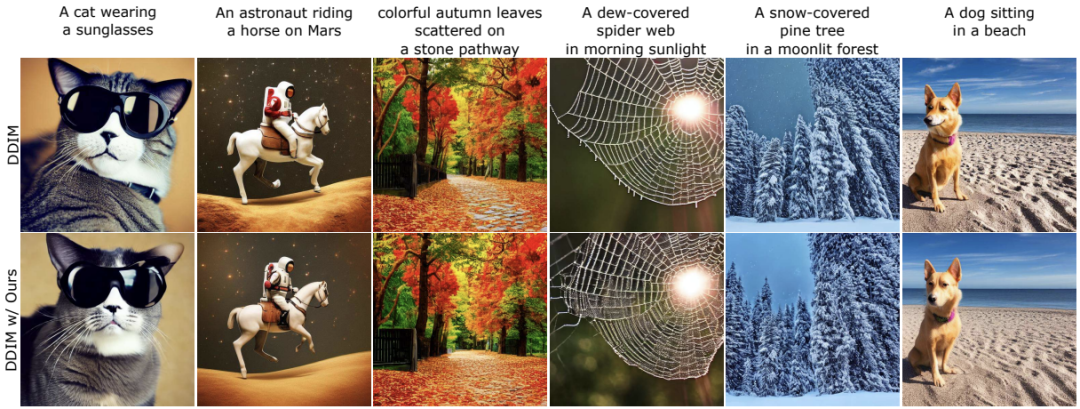 A cat wearing
a sunglasses
An astronaut riding
a horse on Mars
colorful autumn leaves
scattered on
a stone pathway
A dew-covered
spider web
in morning sunlight
A snow-covered
pine tree
in a moonlit forest
A dog sitting
in a beach
DDIM
DDIM w/ Ours